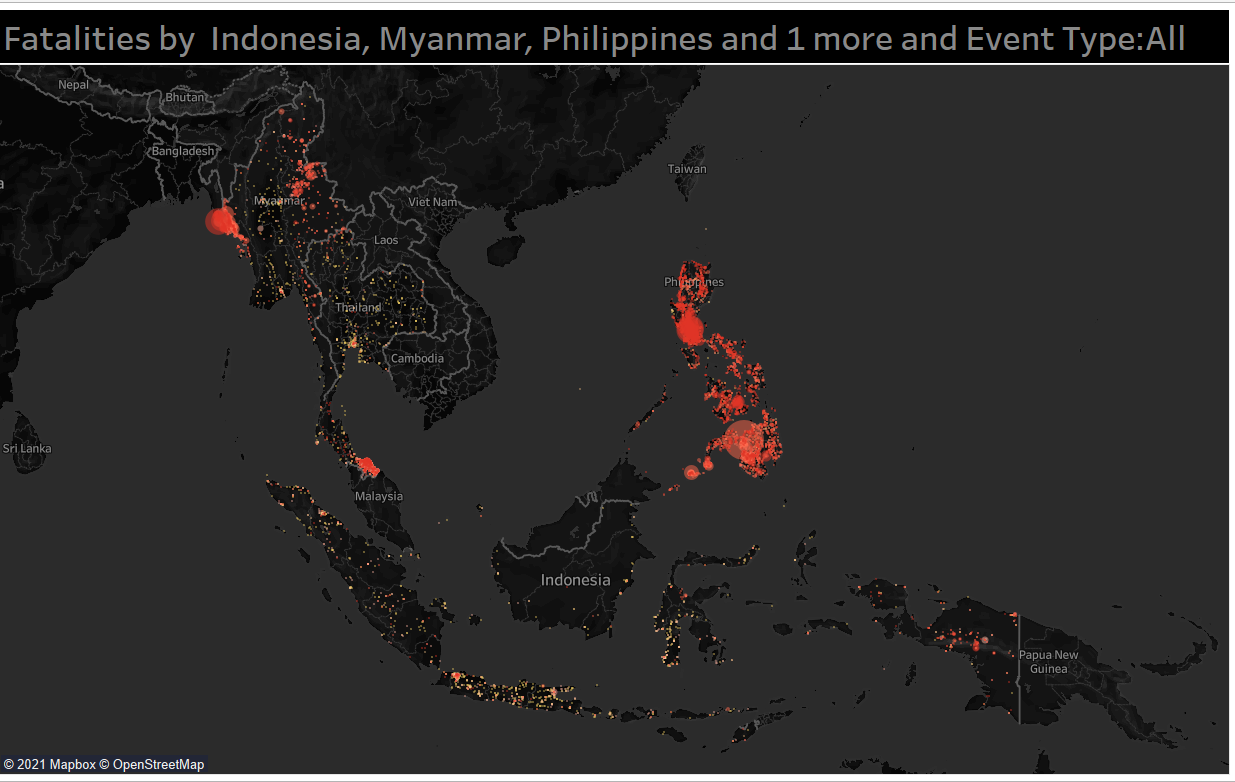 Fatalities by  Indonesia, Myanmar, Philippines and 1 more and Event Type:All
Nepal
Bhutan
Bangladesh
Taiwan
a
Myanmar
Viet Nam
Laos
Philippines
Thailand
Cambodia
Sri Lanka
Malaysia
Indonesia
Papua New
Guinea
© 2021 Mapbox © OpenStreetMap